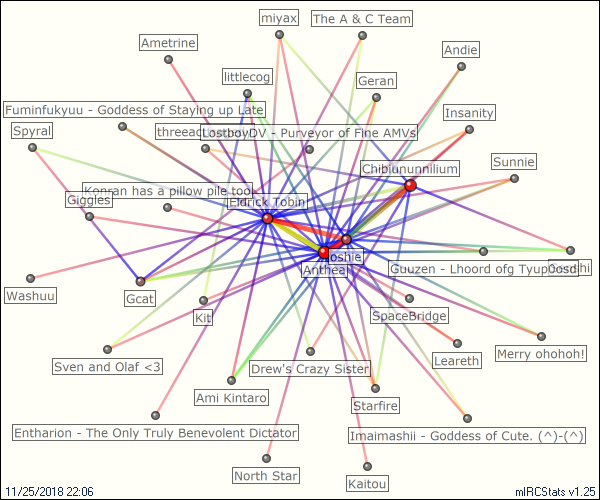 miyax
The A & C Team
Ametrine
Andie
littlecog
Geran
Fuminfukyuu - Goddess of Staying up Late
Insanity
Spyral
LostboyDV - Purveyor of Fine AMVs
Chibiununnilium
Sunnie
Konran has a pillow pile too!
Giggles
Eldrick Tobin
Joshie
Anthea
Guuzen - Lhoord ofg Tyuposos
Washuu
Gcat
SpaceBridge
Kit
Merry ohohoh!
Leareth
Sven and Olaf <3
Drew's Crazy Sister
Ami Kintaro
Starfire
Entharion - The Only Truly Benevolent Dictator
Imaimashii - Goddess of Cute. (^)-(^)
North Star
Kaitou
11/25/2018 22:06
mIRCStats v1.25